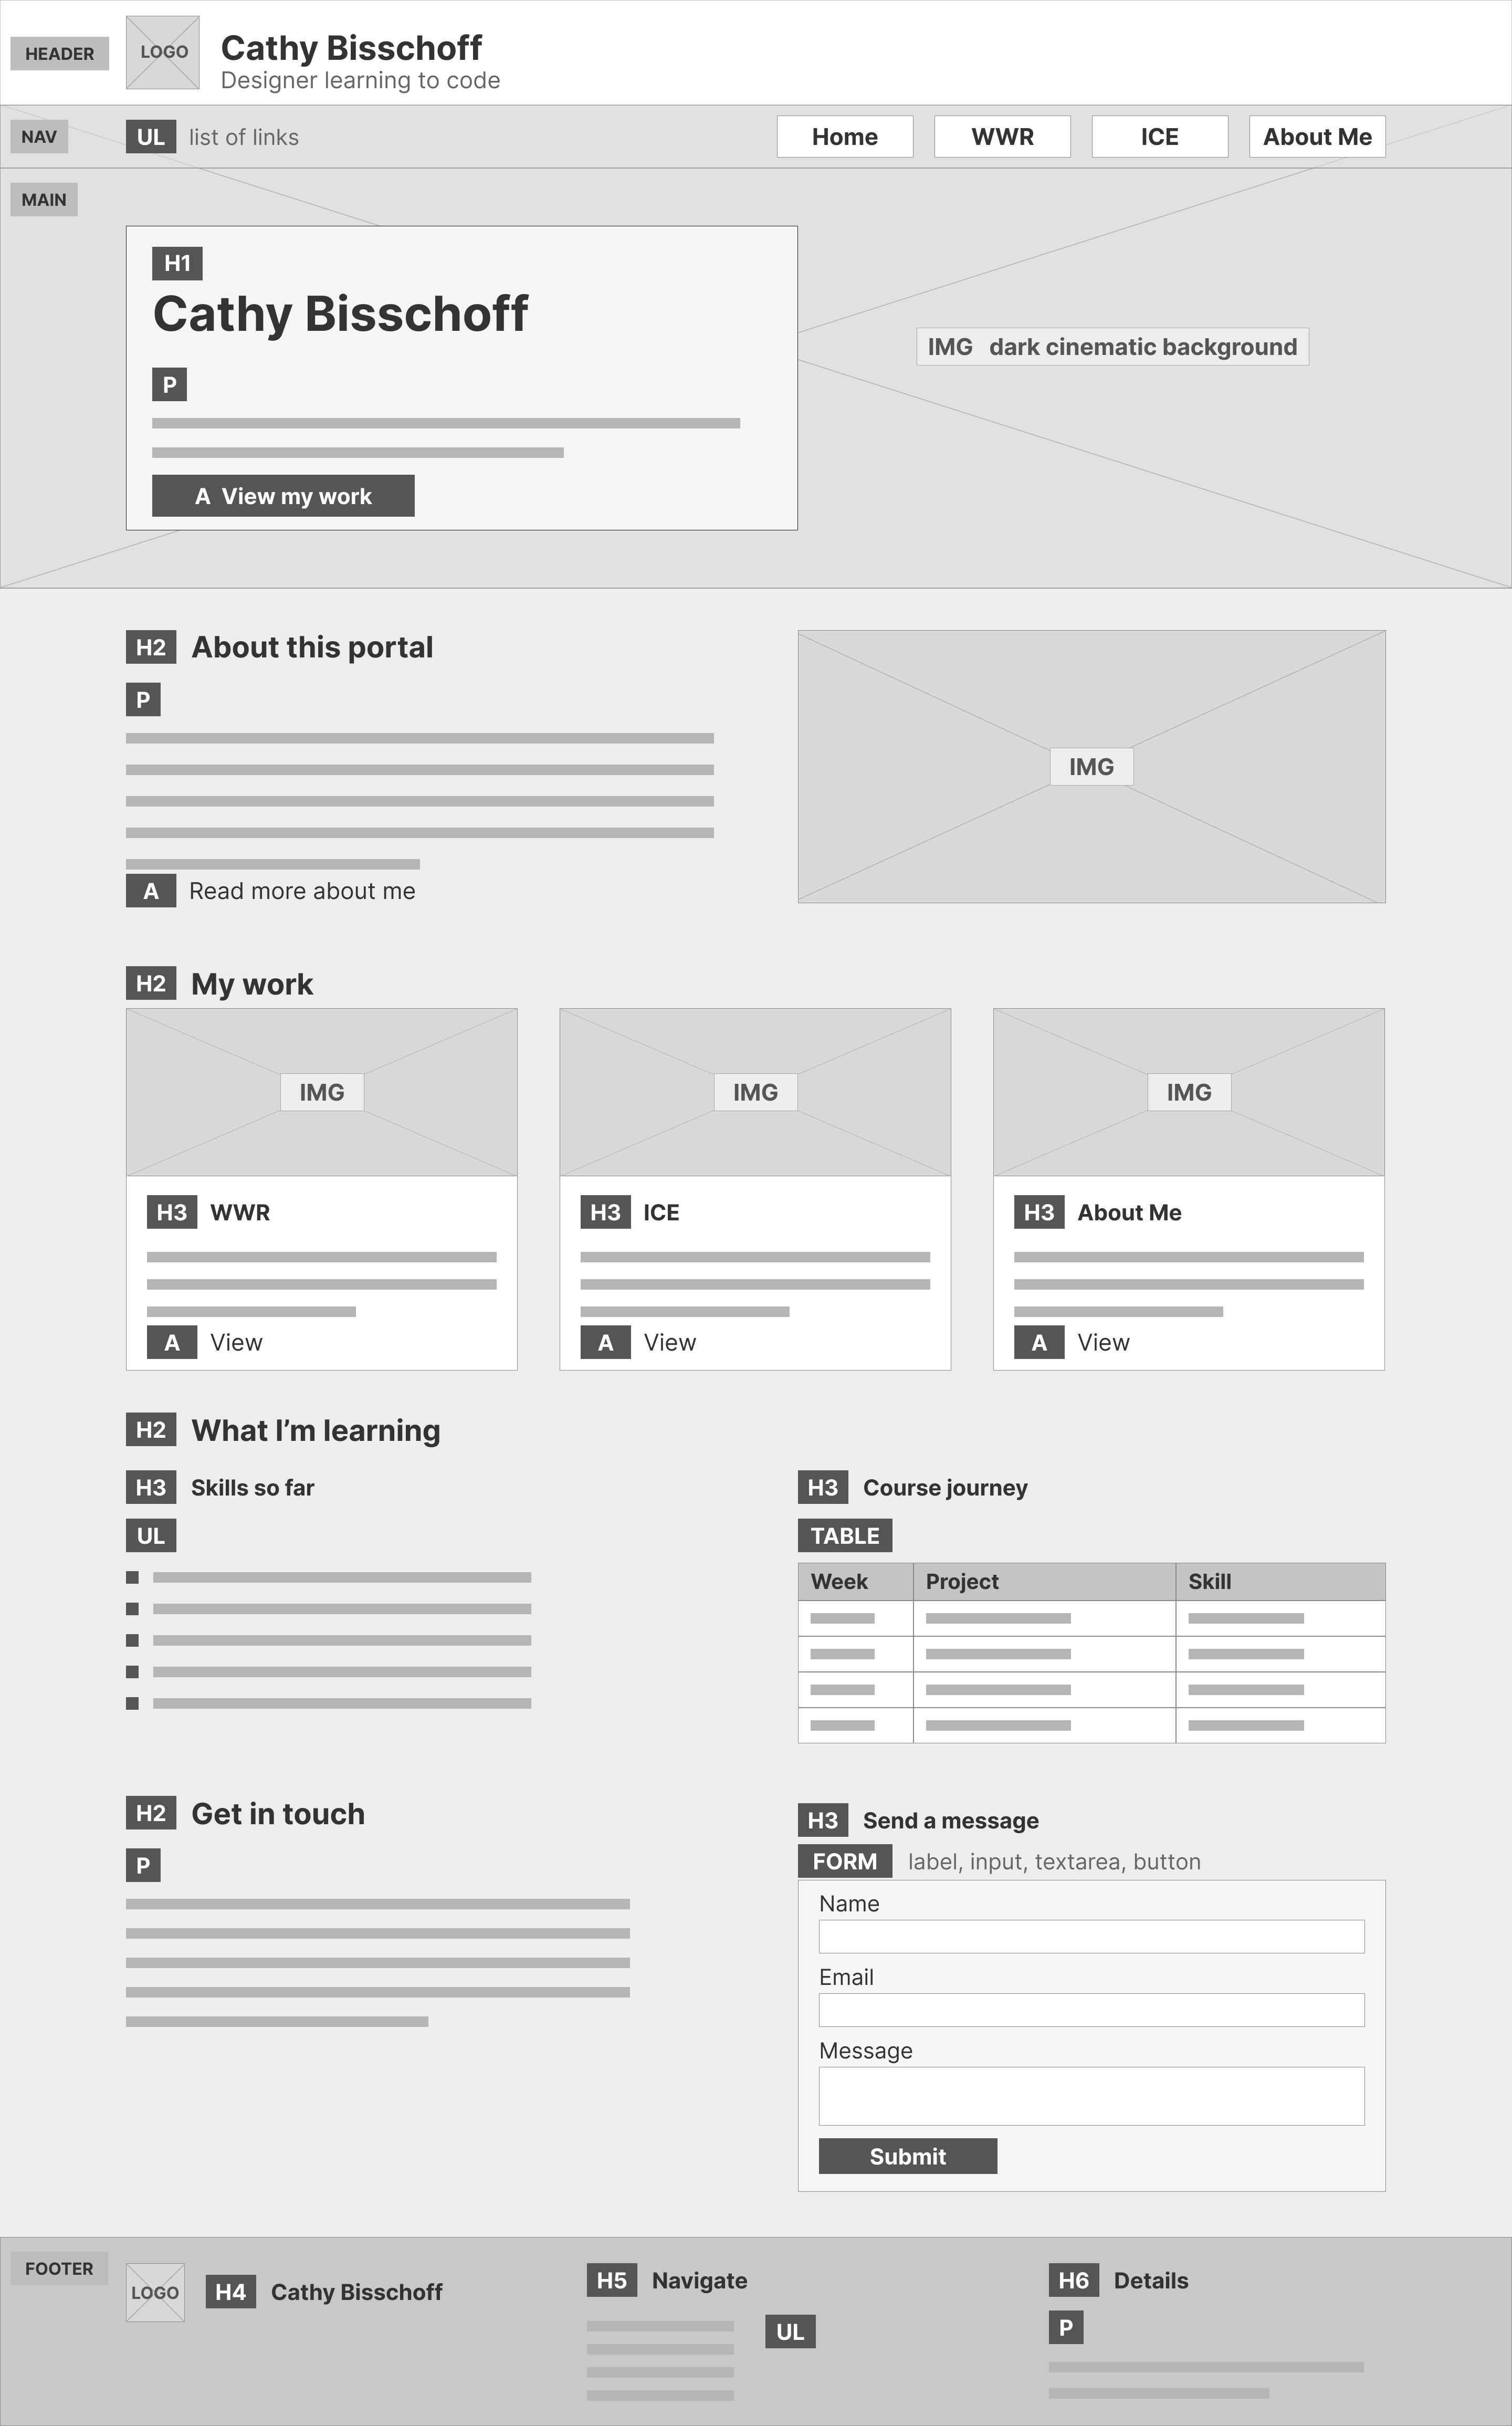 HEADER
LOGO
Cathy Bisschoff
Designer learning to code
NAV
UL list of links
Home WWR ICE About Me
MAIN
H1
Cathy Bisschoff
P
A View my work
IMG dark cinematic background
H2 About this portal
P
A Read more about me
IMG
H2 My work
IMG
H3 WWR
A View
IMG
H3 ICE
A View
IMG
H3 About Me
A View
H2 What I’m learning
H3 Skills so far
UL
H3 Course journey
TABLE
Week Project Skill
H2 Get in touch
P
H3 Send a message
FORM label, input, textarea, button
Name
Email
Message
Submit
FOOTER
LOGO
H4 Cathy Bisschoff
H5 Navigate
UL
H6 Details
P